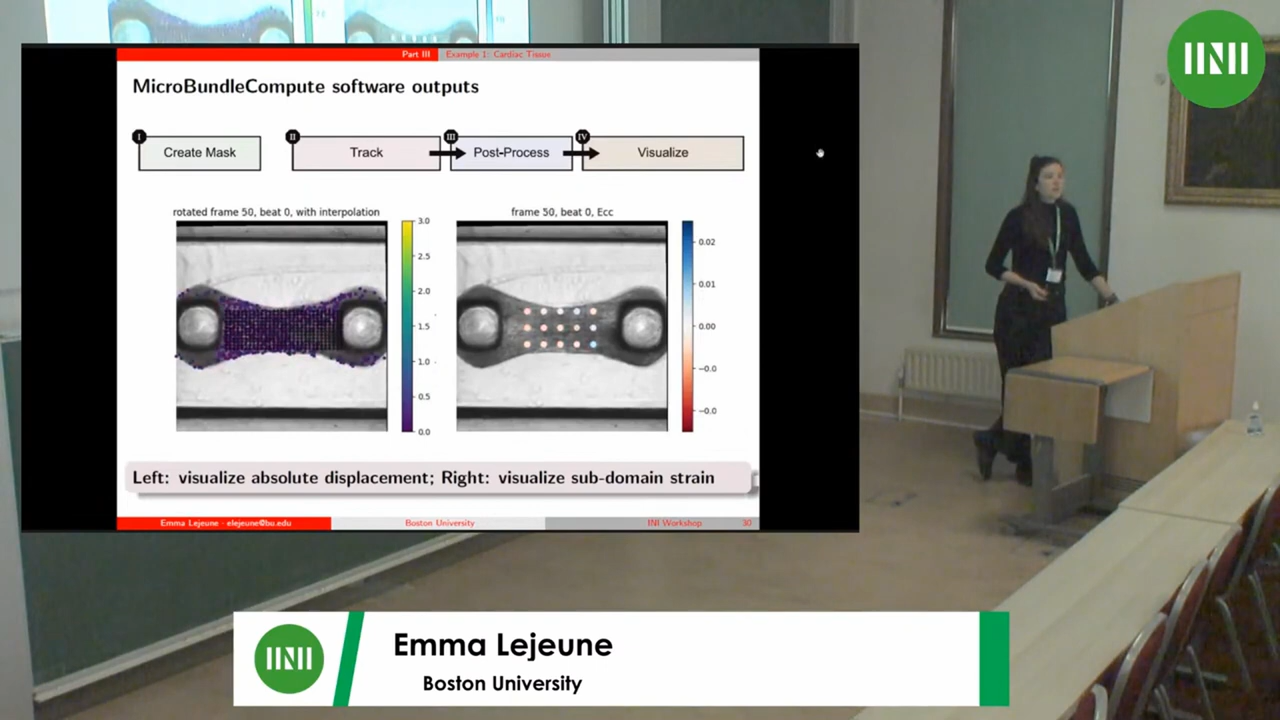 Part III Example 1: Cardiac Tissue
MicroBundleCompute software outputs
I II III IV
Create Mask Track Post-Process Visualize
rotated frame 50, beat 0, with interpolation
3.0
2.5
2.0
1.5
1.0
0.5
0.0
frame 50, beat 0, Ecc
0.02
0.01
0.00
−0.0
−0.0
Left: visualize absolute displacement; Right: visualize sub-domain strain
Emma Lejeune - elejeune@bu.edu Boston University INI Workshop 30
INI
INI
Emma Lejeune
Boston University